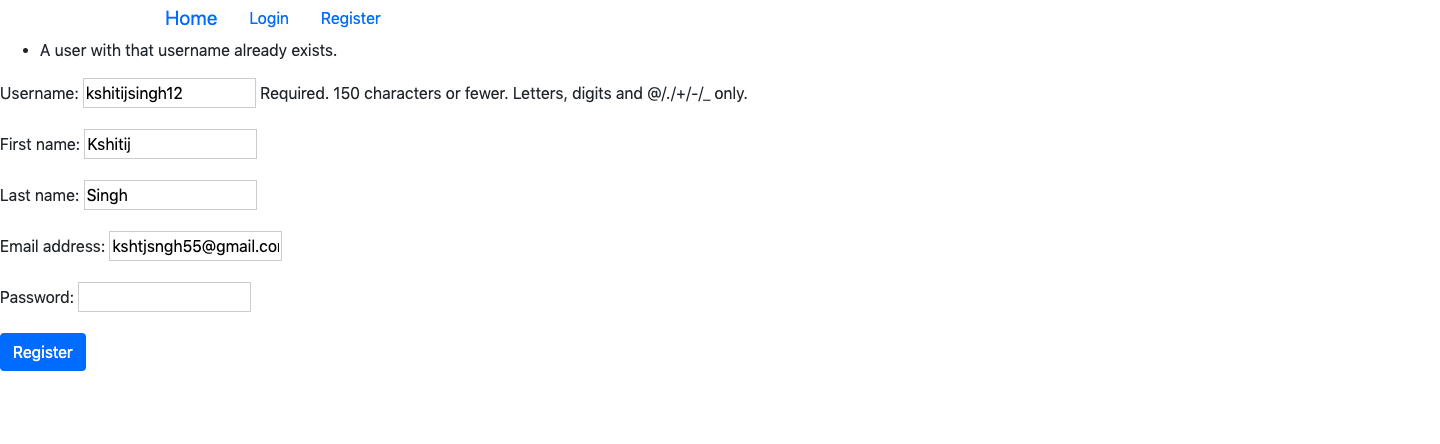 Home Login Register
A user with that username already exists.
Username: kshitijsingh12 Required. 150 characters or fewer. Letters, digits and @/./+/-/_ only.
First name: Kshitij
Last name: Singh
Email address: kshtjsngh55@gmail.co
Password:
Register